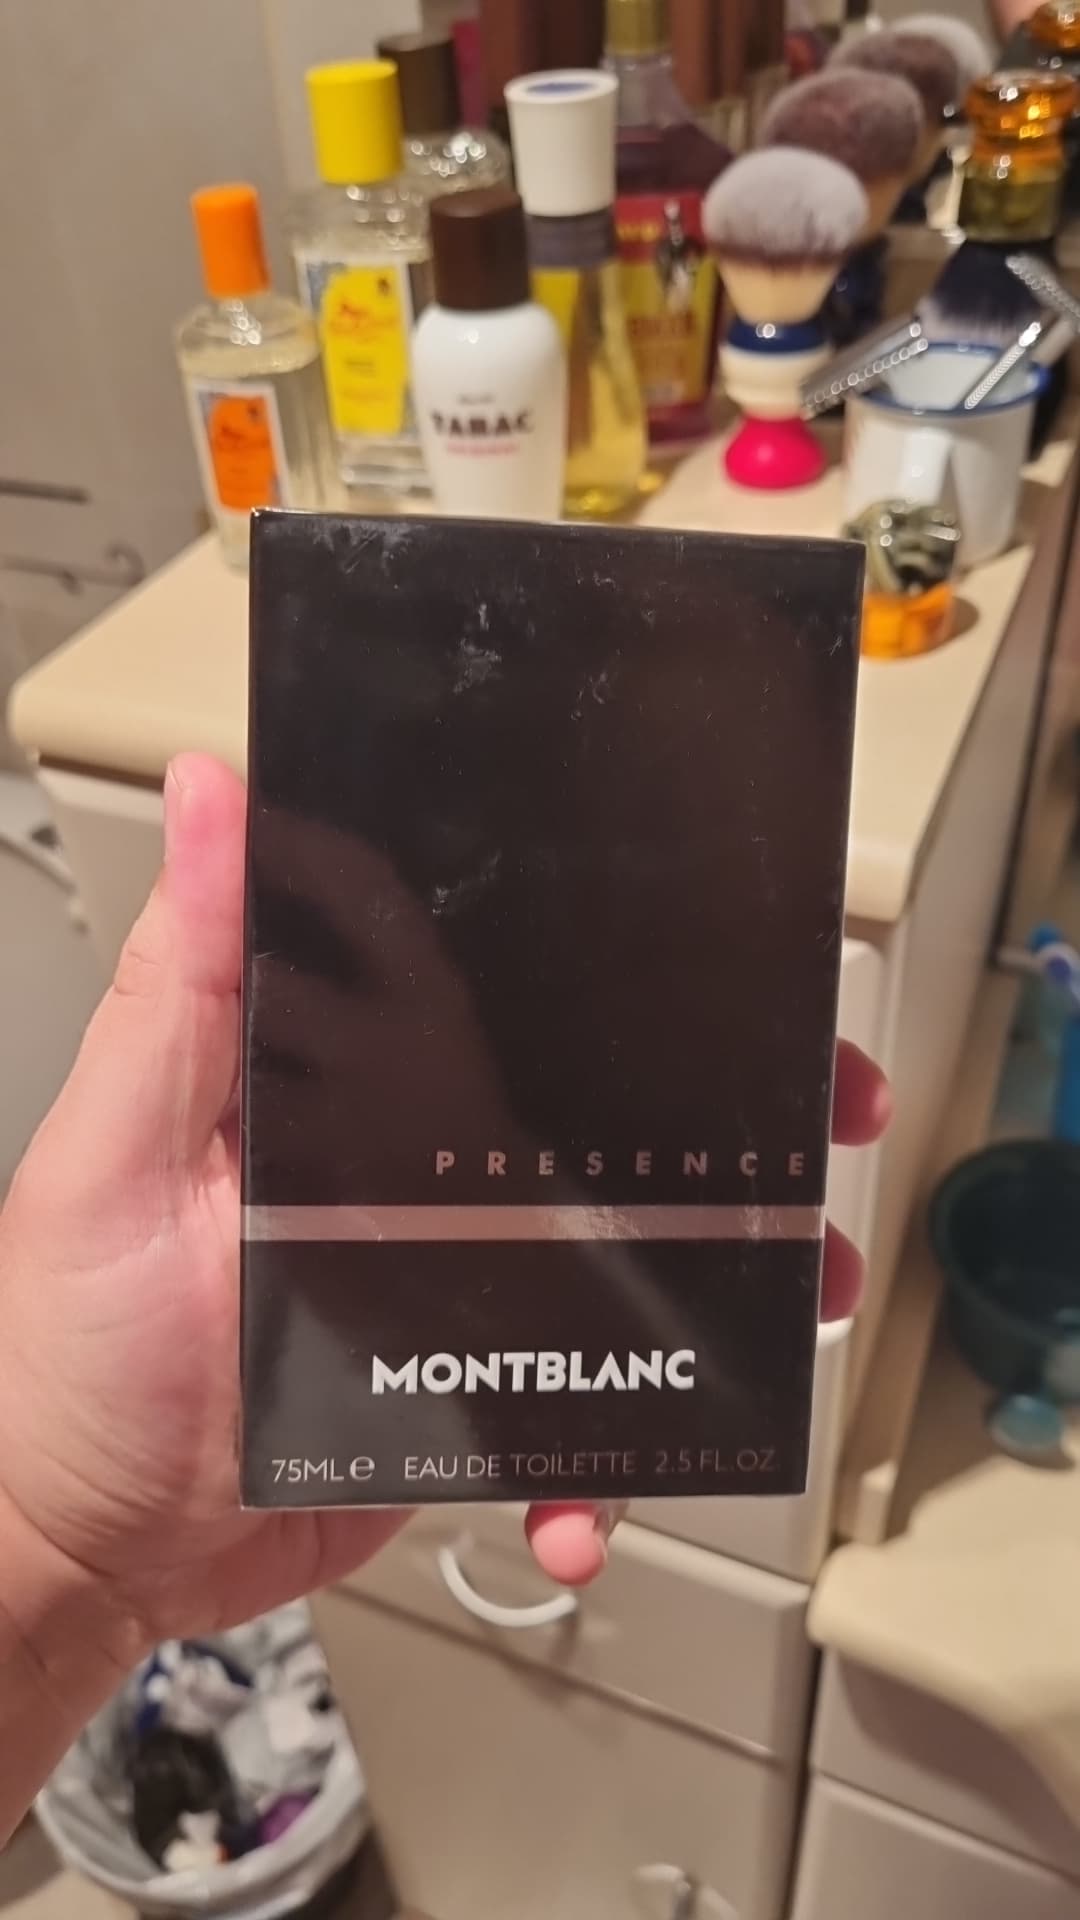 TABAC
PRESENCE
MONTBLANC
75ML e EAU DE TOILETTE 2.5 FL.OZ.